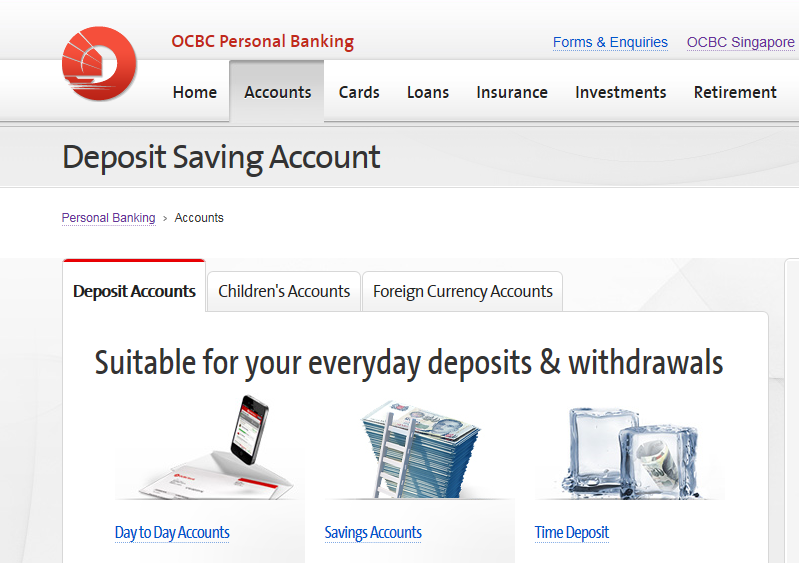 OCBC Personal Banking
Forms & Enquiries OCBC Singapore
Home Accounts Cards Loans Insurance Investments Retirement
Deposit Saving Account
Personal Banking › Accounts
Deposit Accounts Children's Accounts Foreign Currency Accounts
Suitable for your everyday deposits & withdrawals
Day to Day Accounts Savings Accounts Time Deposit